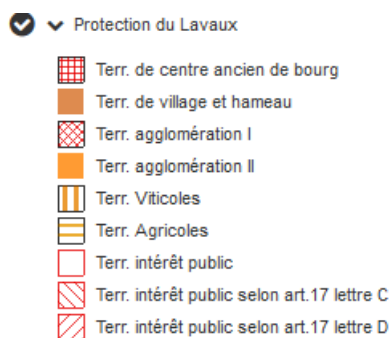 Protection du Lavaux
Terr. de centre ancien de bourg
Terr. de village et hameau
Terr. agglomération I
Terr. agglomération II
Terr. Viticoles
Terr. Agricoles
Terr. intérêt public
Terr. intérêt public selon art.17 lettre C
Terr. intérêt public selon art.17 lettre D